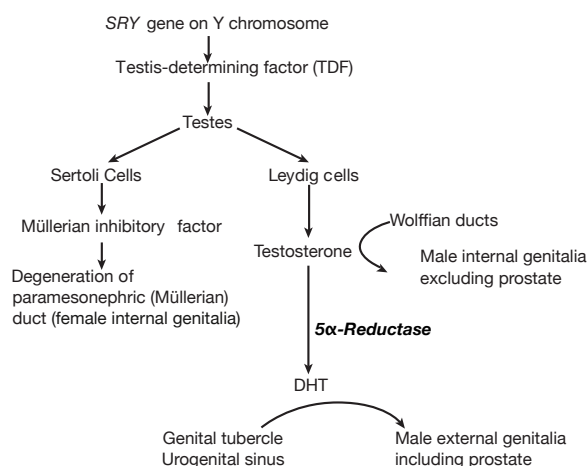 SRY gene on Y chromosome
Testis-determining factor (TDF)
Testes
Sertoli Cells
Leydig cells
Müllerian inhibitory factor
Wolffian ducts
Testosterone
Male internal genitalia
excluding prostate
Degeneration of
paramesonephric (Müllerian)
duct (female internal genitalia)
5α-Reductase
DHT
Genital tubercle
Urogenital sinus
Male external genitalia
including prostate